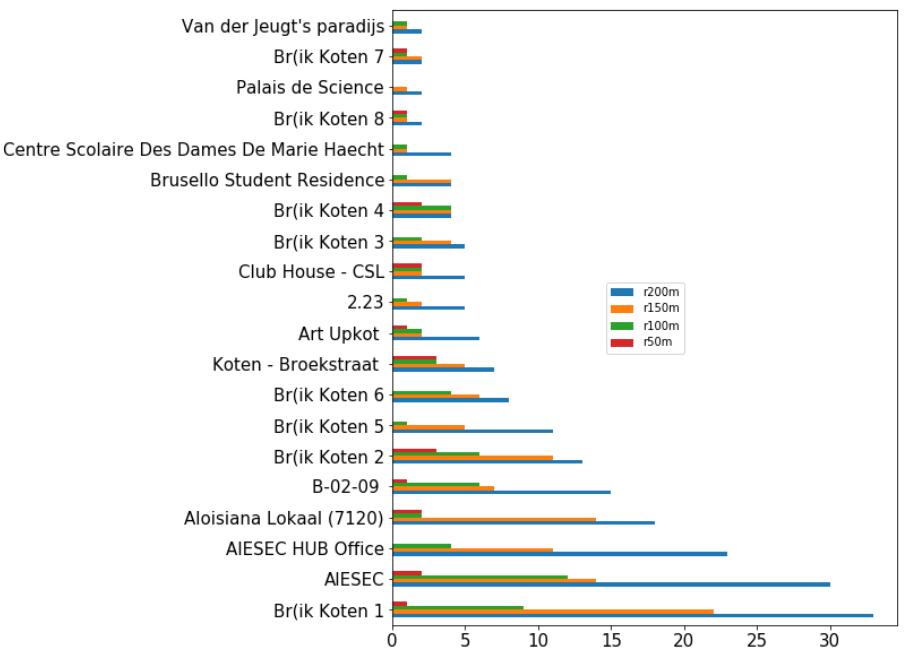 Van der Jeugt's paradijs
Br(ik Koten 7
Palais de Science
Br(ik Koten 8
Centre Scolaire Des Dames De Marie Haecht
Brusello Student Residence
Br(ik Koten 4
Br(ik Koten 3
Club House - CSL
2.23
Art Upkot
Koten - Broekstraat
Br(ik Koten 6
Br(ik Koten 5
Br(ik Koten 2
B-02-09
Aloisiana Lokaal (7120)
AIESEC HUB Office
AIESEC
Br(ik Koten 1
r200m
r150m
r100m
r50m
0 5 10 15 20 25 30